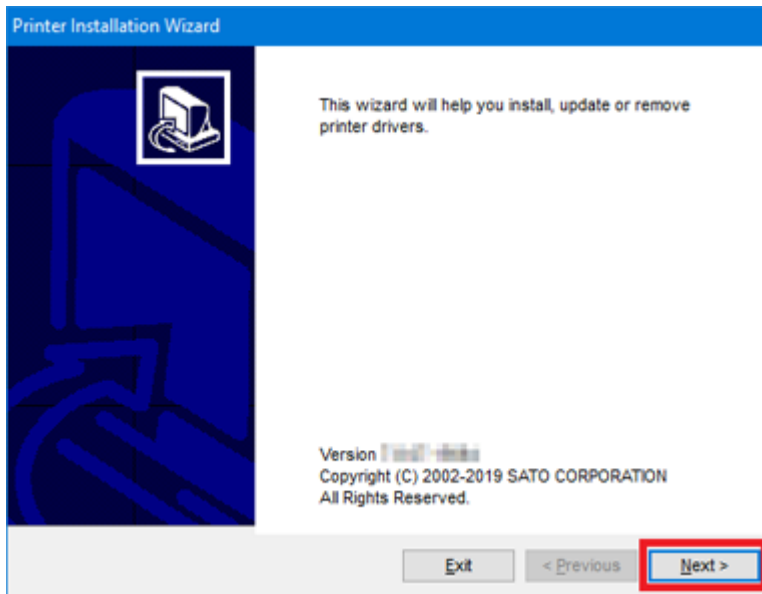 Printer Installation Wizard
This wizard will help you install, update or remove
printer drivers.
Version
Copyright (C) 2002-2019 SATO CORPORATION
All Rights Reserved.
Exit
< Previous
Next >